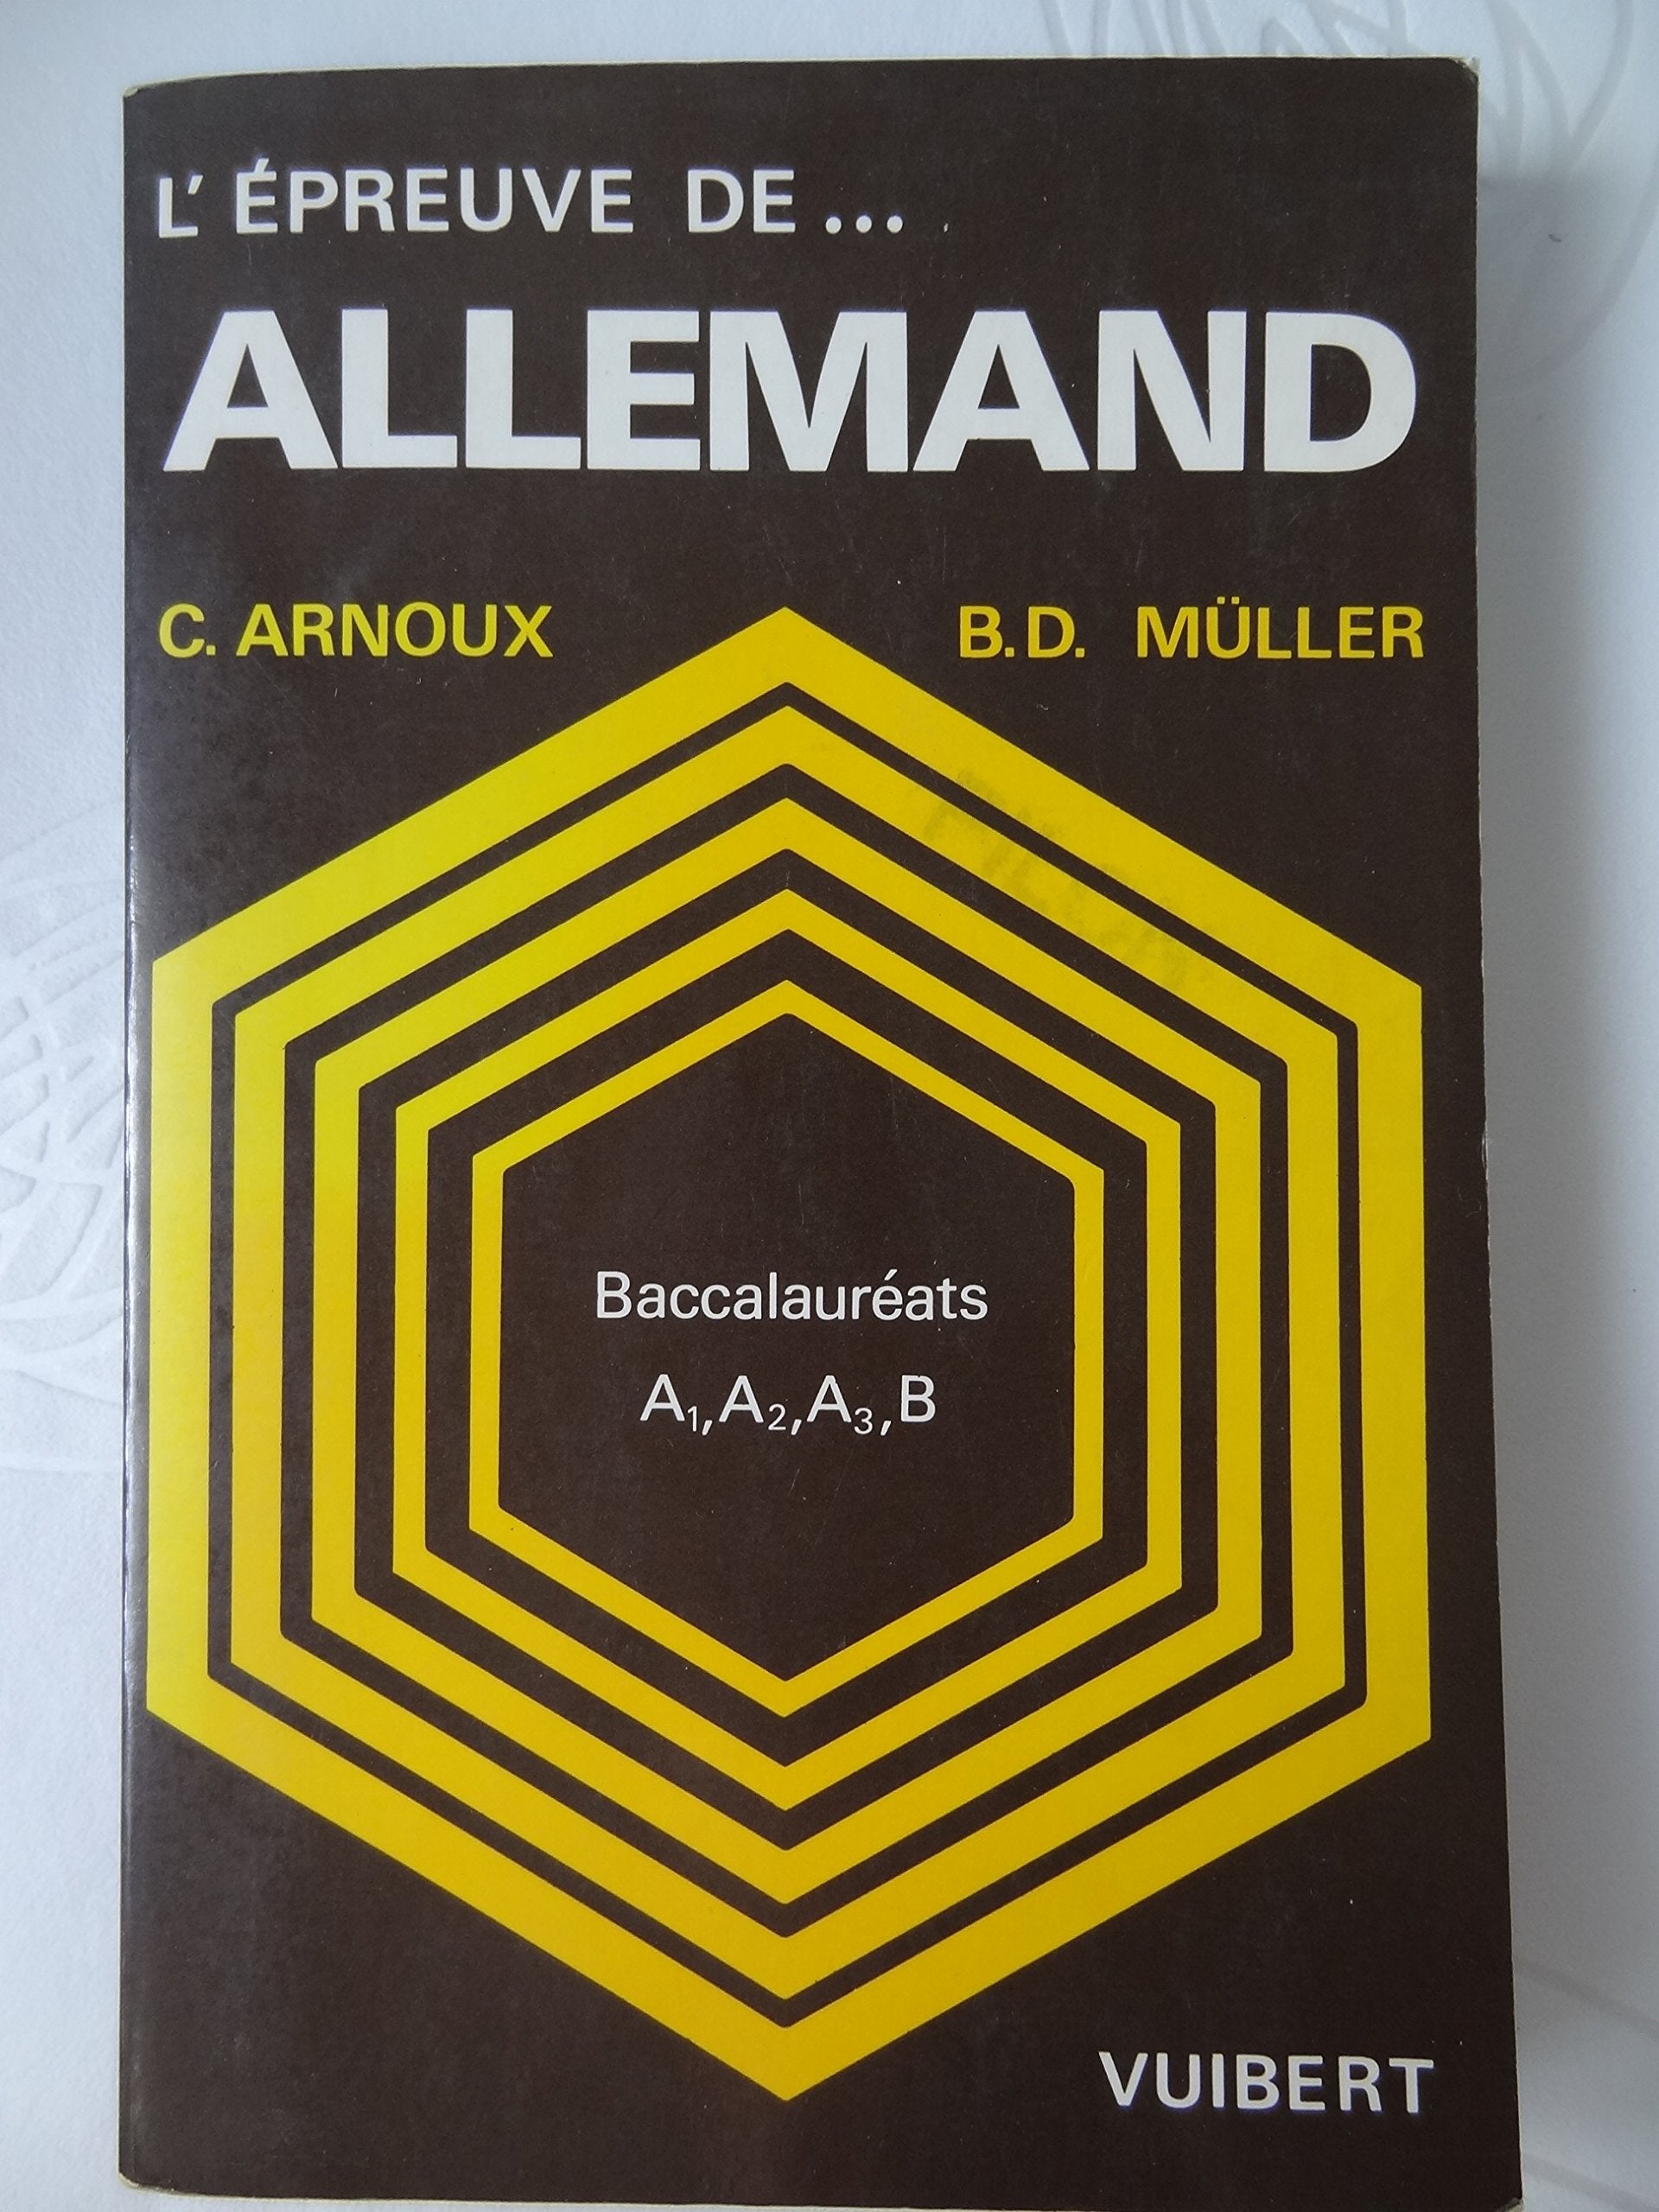 L' ÉPREUVE DE...
ALLEMAND
C. ARNOUX
B.D. MÜLLER
Baccalauréats
A₁, A₂, A₃, B
VUIBERT